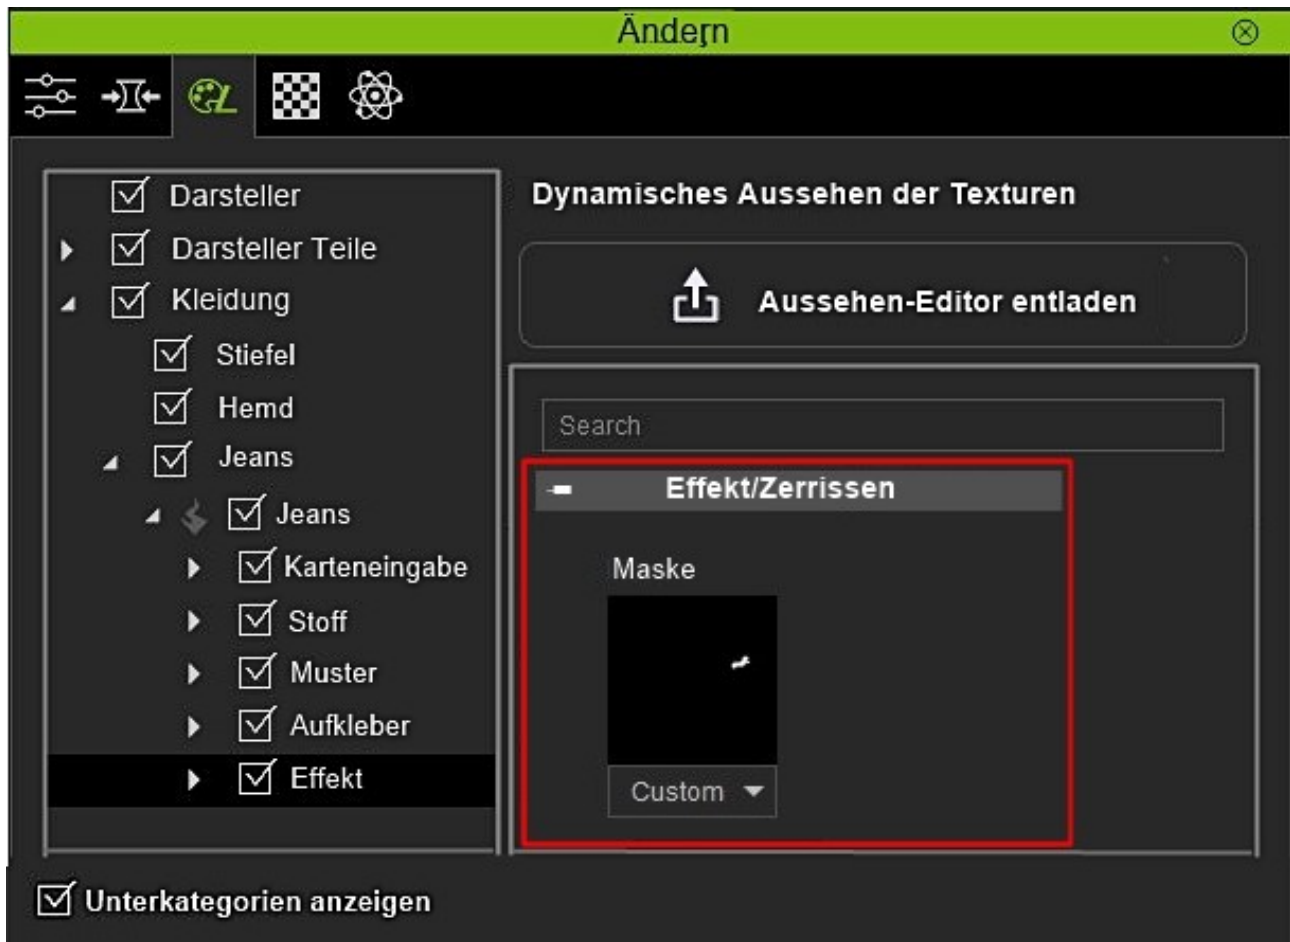 Ändern
Darsteller
Darsteller Teile
Kleidung
Stiefel
Hemd
Jeans
Jeans
Karteneingabe
Stoff
Muster
Aufkleber
Effekt
Unterkategorien anzeigen
Dynamisches Aussehen der Texturen
Aussehen-Editor entladen
Search
Effekt/Zerrissen
Maske
Custom